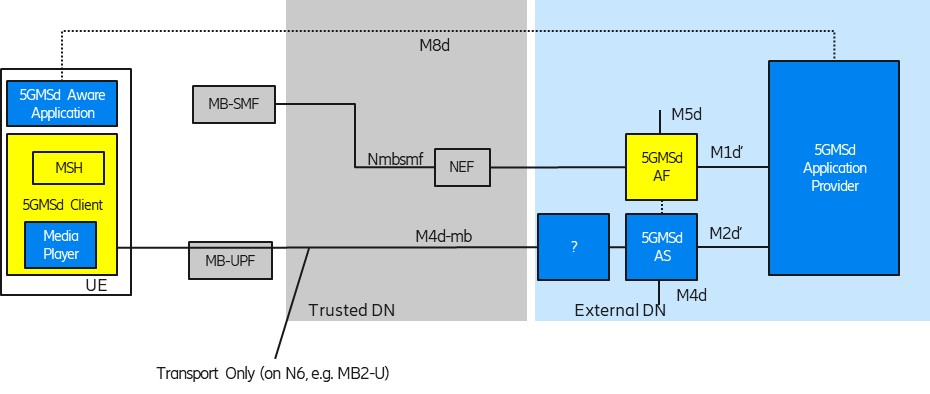 M8d
5GMSd Aware
Application
MB-SMF
M5d
MSH
Nmbsmf
NEF
5GMSd
AF
M1d’
5GMSd
Application
Provider
5GMSd Client
Media
Player
MB-UPF
M4d-mb
?
5GMSd
AS
M2d’
UE
M4d
Trusted DN
External DN
Transport Only (on N6, e.g. MB2-U)